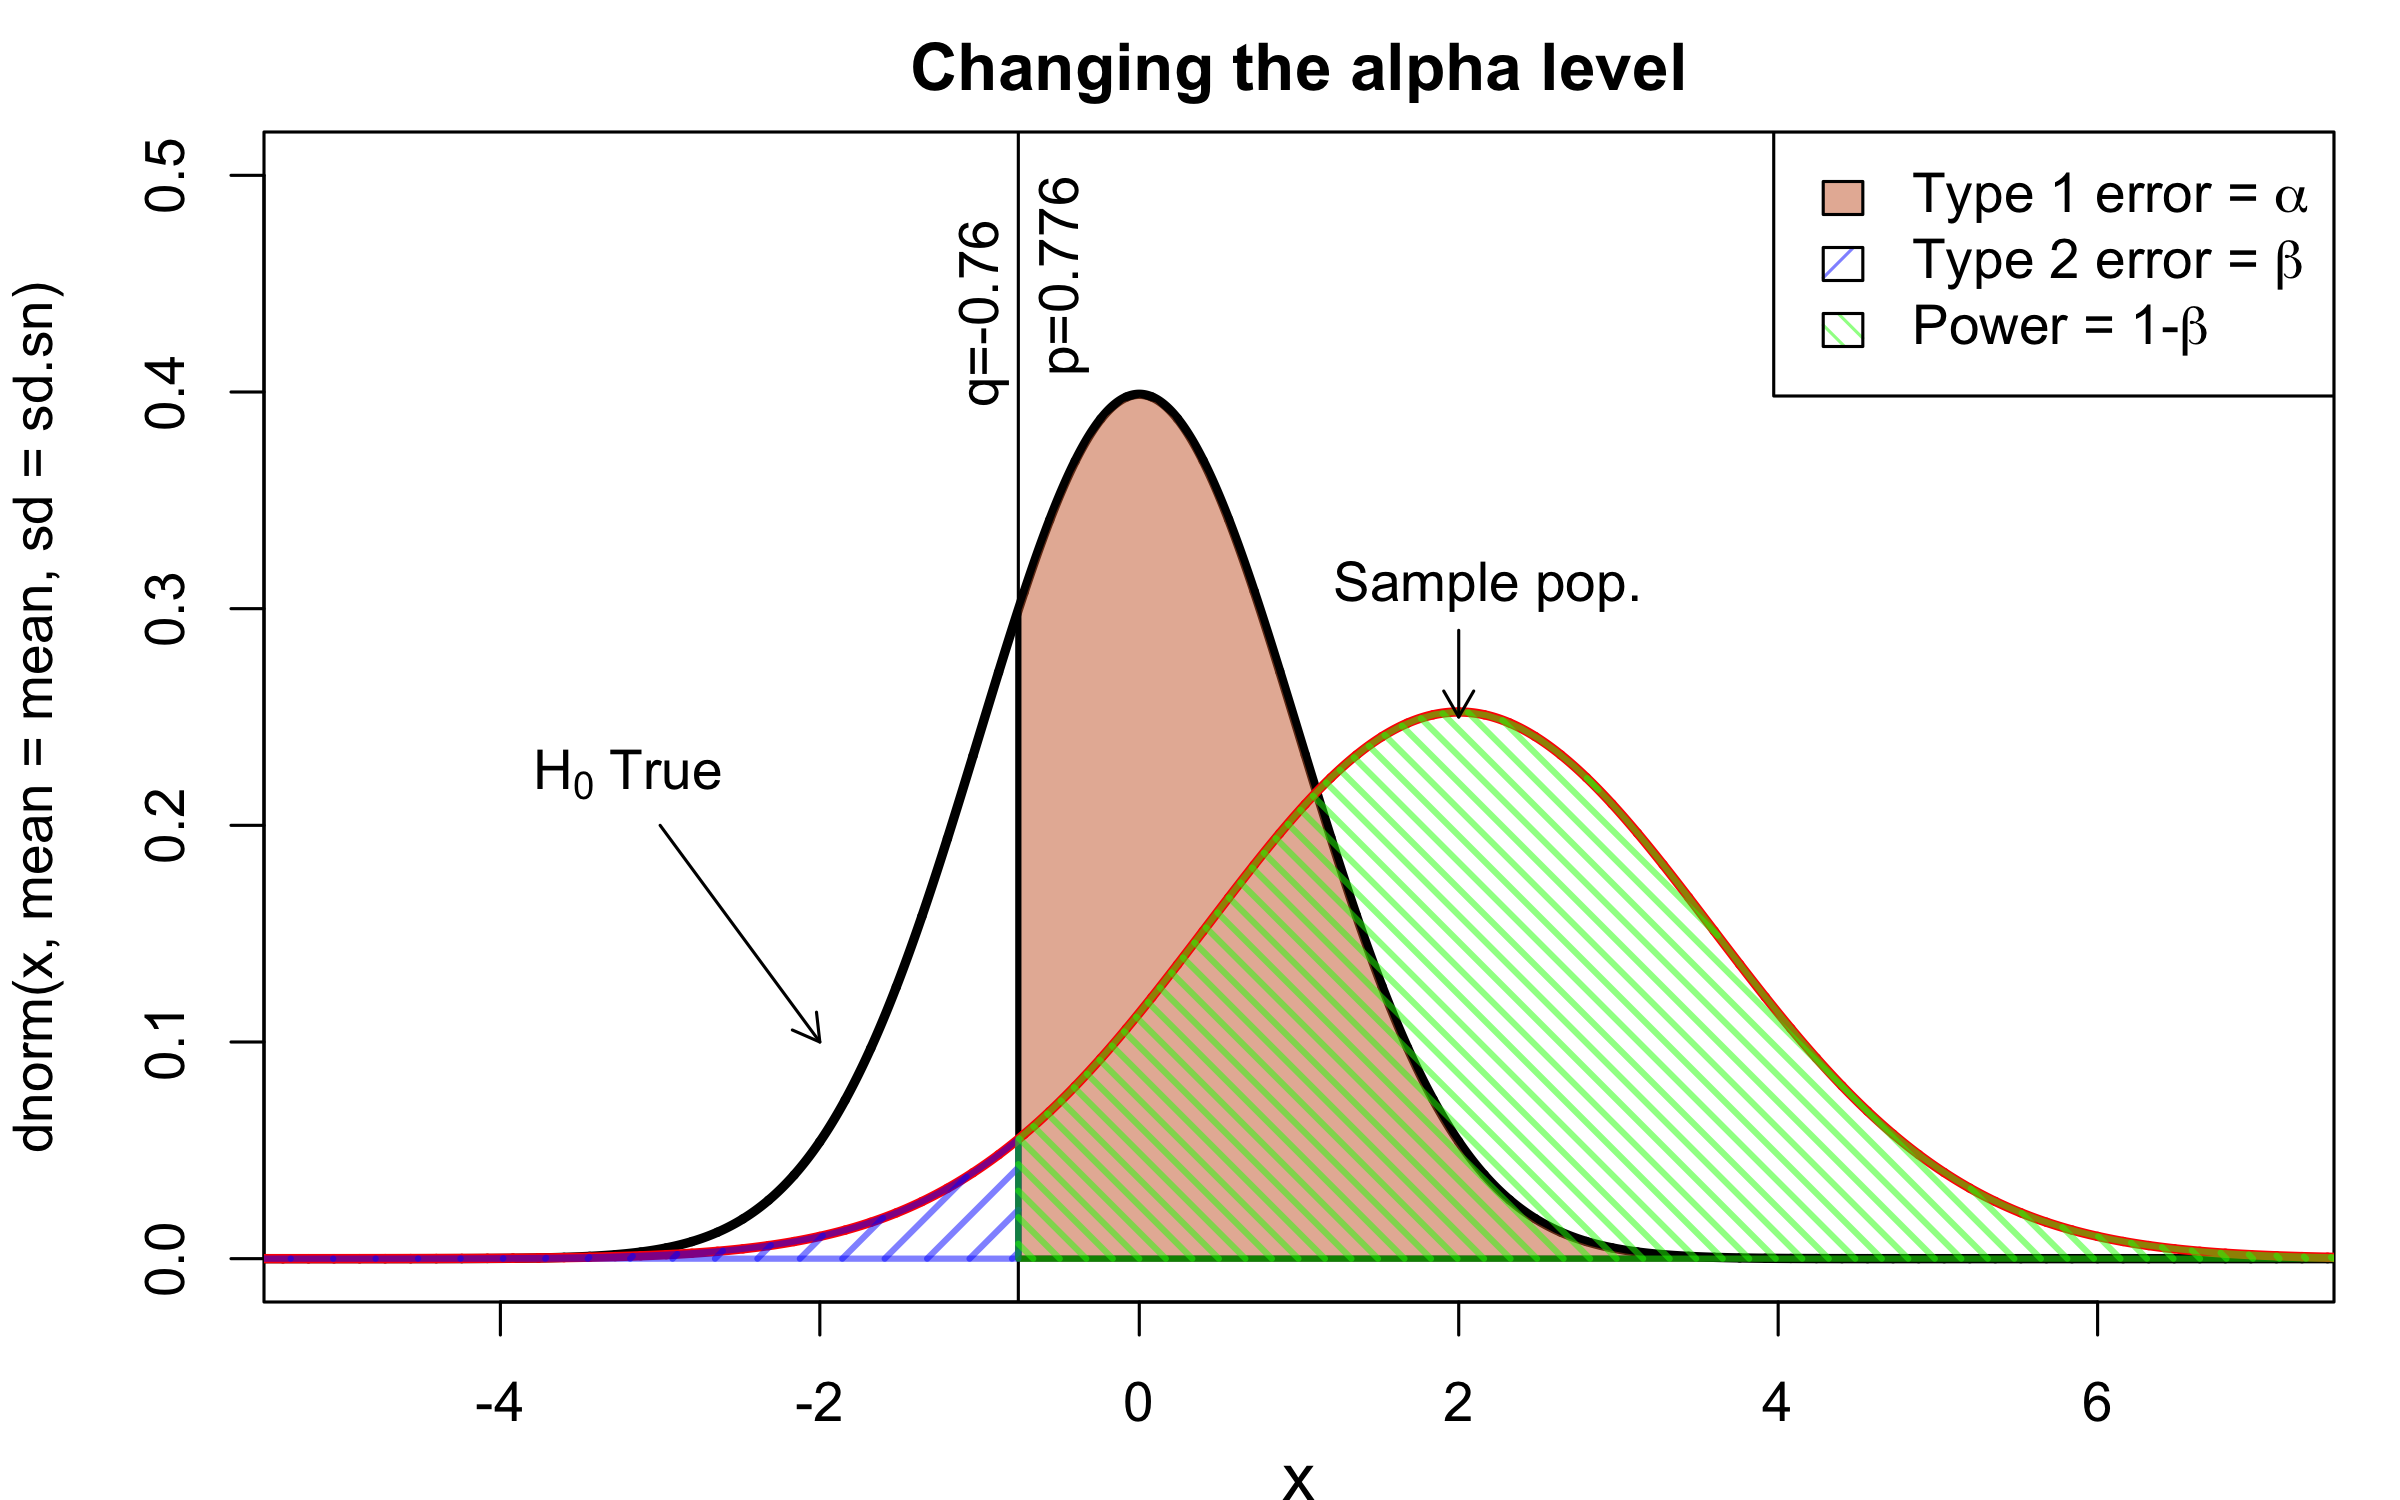 Changing the alpha level
dnorm(x, mean = mean, sd = sd.sn)
0.5
0.4
0.3
0.2
0.1
0.0
q=-0.76
p=0.776
Type 1 error = α
Type 2 error = β
Power = 1-β
Sample pop.
H₀ True
-4
-2
0
2
4
6
x